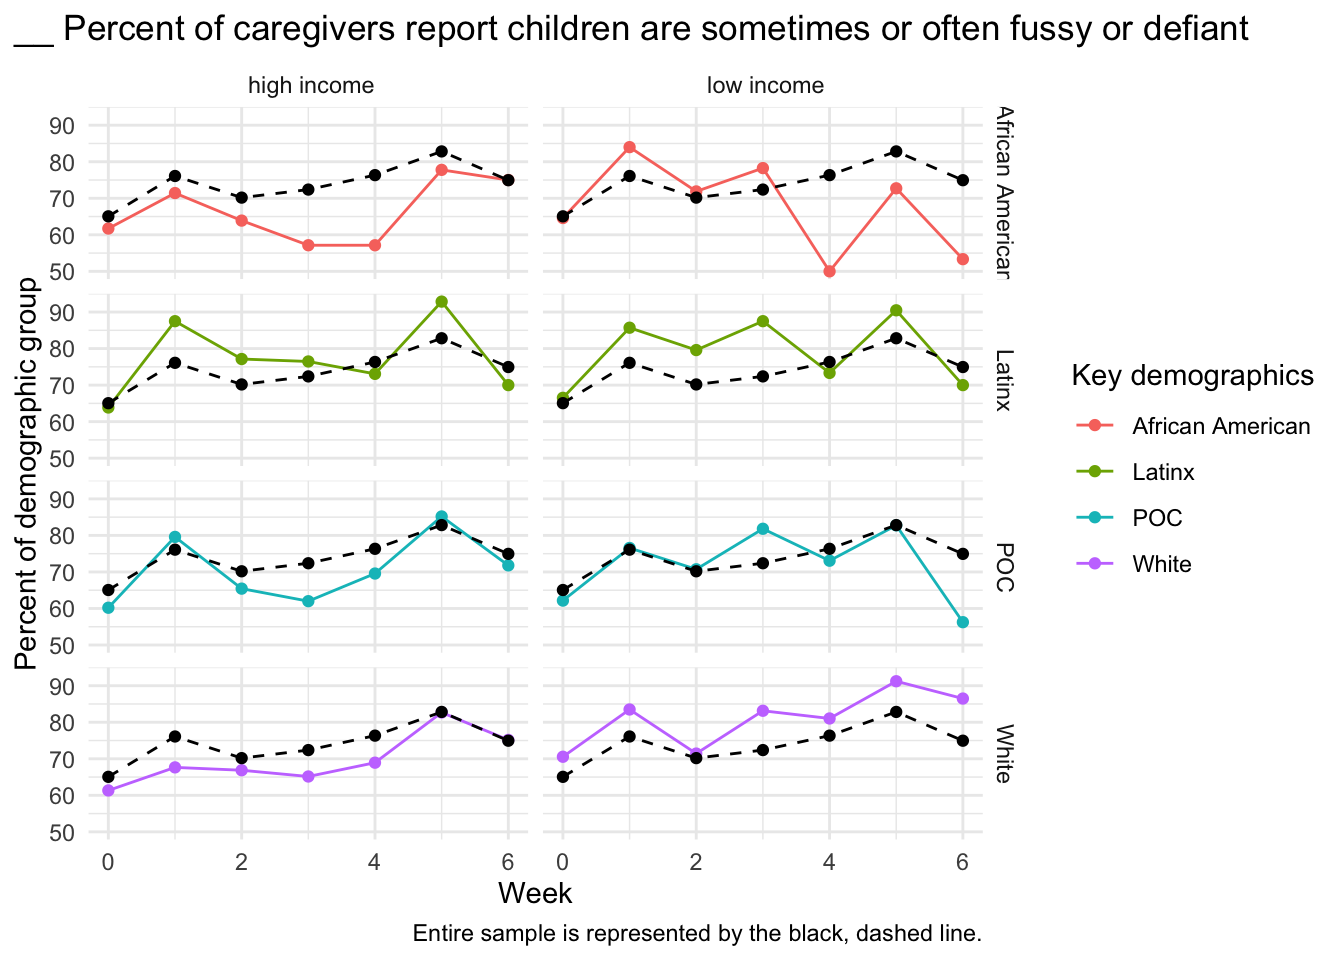 __ Percent of caregivers report children are sometimes or often fussy or defiant
high income
low income
90
80
70
60
50
African American
90
80
70
60
50
Latinx
90
80
70
60
50
POC
90
80
70
60
50
White
0 2 4 6
0 2 4 6
Week
Percent of demographic group
Key demographics
African American
Latinx
POC
White
Entire sample is represented by the black, dashed line.